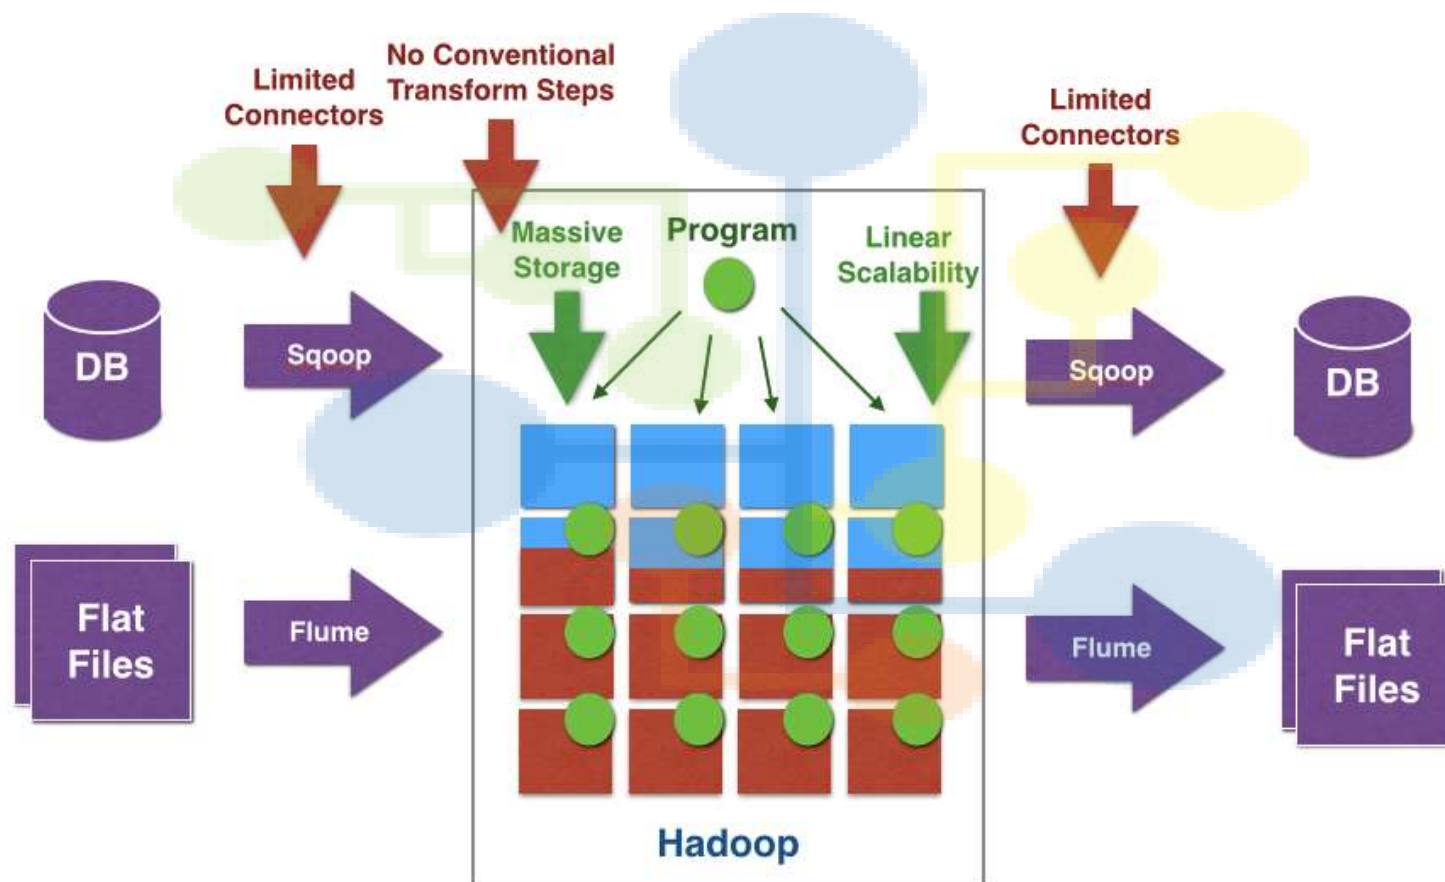 No Conventional
Transform Steps
Limited
Connectors
Limited
Connectors
Massive
Storage
Program
Linear
Scalability
DB
Sqoop
Sqoop
DB
Flat
Files
Flume
Flume
Flat
Files
Hadoop